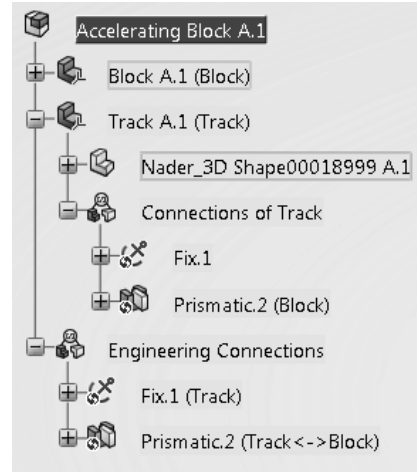 Accelerating Block A.1
Block A.1 (Block)
Track A.1 (Track)
Nader_3D Shape00018999 A.1
Connections of Track
Fix.1
Prismatic.2 (Block)
Engineering Connections
Fix.1 (Track)
Prismatic.2 (Track<->Block)